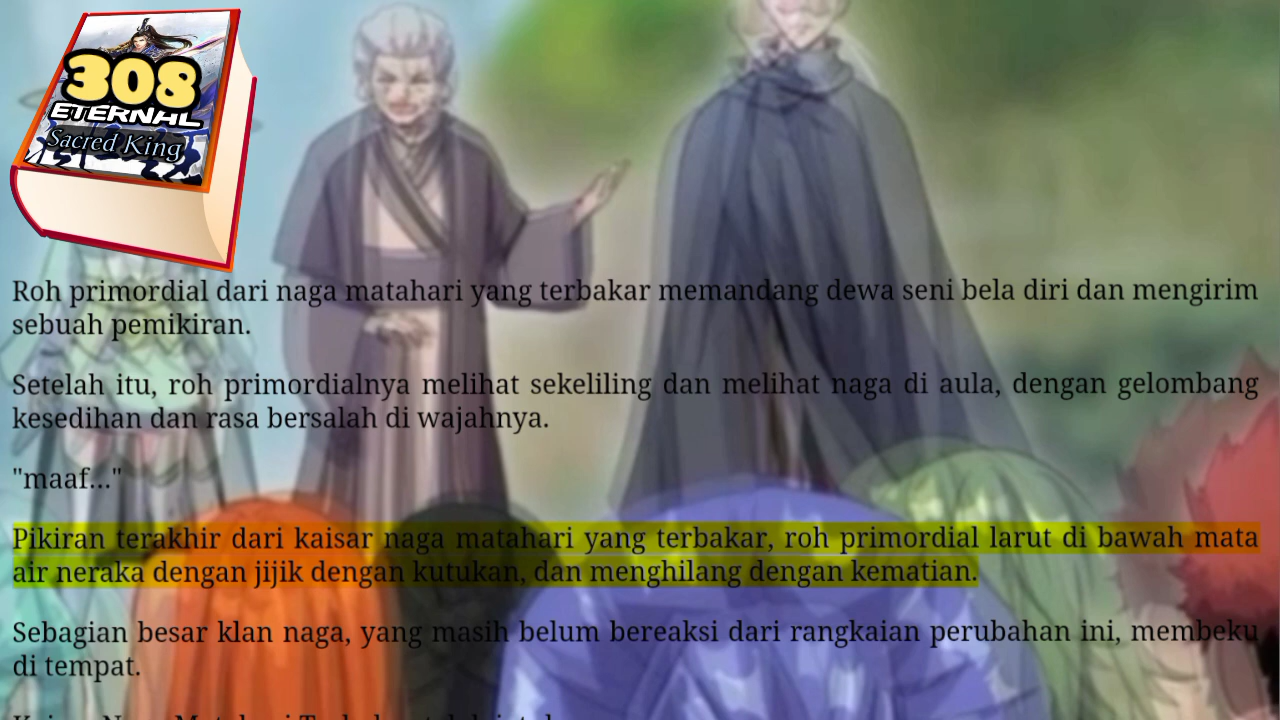 308
ETERNAL
Sacred King
Roh primordial dari naga matahari yang terbakar memandang dewa seni bela diri dan mengirim
sebuah pemikiran.
Setelah itu, roh primordialnya melihat sekeliling dan melihat naga di aula, dengan gelombang
kesedihan dan rasa bersalah di wajahnya.
"maaf..."
Pikiran terakhir dari kaisar naga matahari yang terbakar, roh primordial larut di bawah mata
air neraka dengan jijik dengan kutukan, dan menghilang dengan kematian.
Sebagian besar klan naga, yang masih belum bereaksi dari rangkaian perubahan ini, membeku
di tempat.